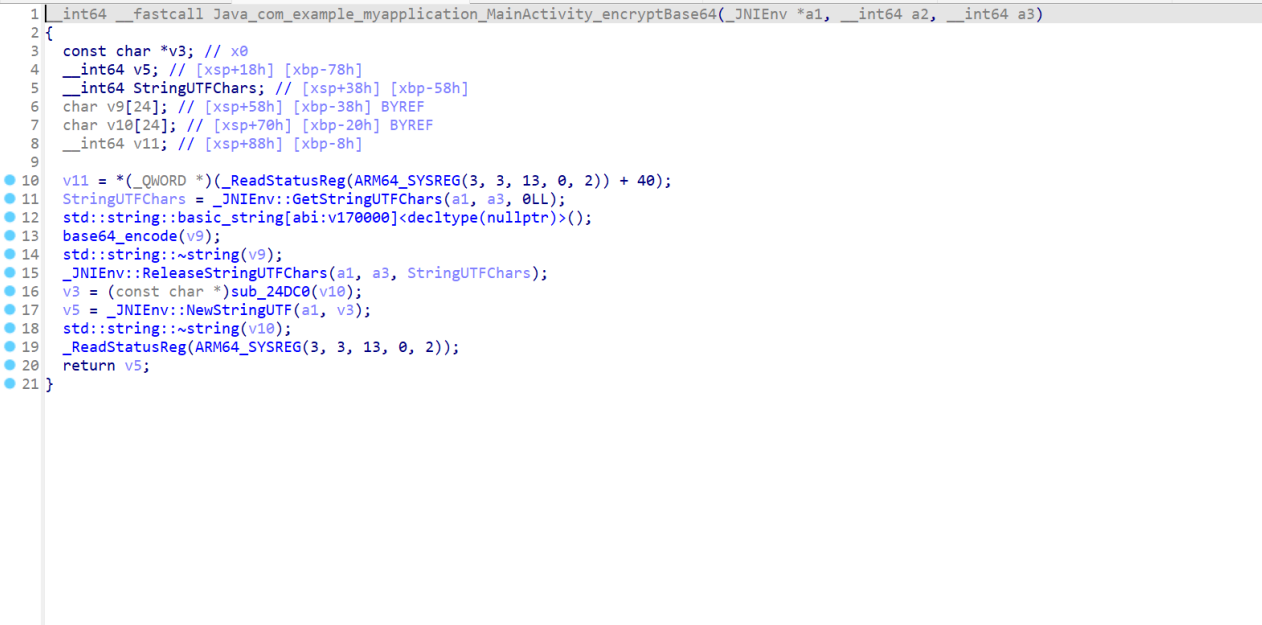 1 __int64 __fastcall Java_com_example_myapplication_MainActivity_encryptBase64(_JNIEnv *a1, __int64 a2, __int64 a3)
2 {
3   const char *v3; // x0
4   __int64 v5; // [xsp+18h] [xbp-78h]
5   __int64 StringUTFChars; // [xsp+38h] [xbp-58h]
6   char v9[24]; // [xsp+58h] [xbp-38h] BYREF
7   char v10[24]; // [xsp+70h] [xbp-20h] BYREF
8   __int64 v11; // [xsp+88h] [xbp-8h]
9
10   v11 = *(_QWORD *)(_ReadStatusReg(ARM64_SYSREG(3, 3, 13, 0, 2)) + 40);
11   StringUTFChars = _JNIEnv::GetStringUTFChars(a1, a3, 0LL);
12   std::string::basic_string[abi:v170000]<decltype(nullptr)>();
13   base64_encode(v9);
14   std::string::~string(v9);
15   _JNIEnv::ReleaseStringUTFChars(a1, a3, StringUTFChars);
16   v3 = (const char *)sub_24DC0(v10);
17   v5 = _JNIEnv::NewStringUTF(a1, v3);
18   std::string::~string(v10);
19   _ReadStatusReg(ARM64_SYSREG(3, 3, 13, 0, 2));
20   return v5;
21 }